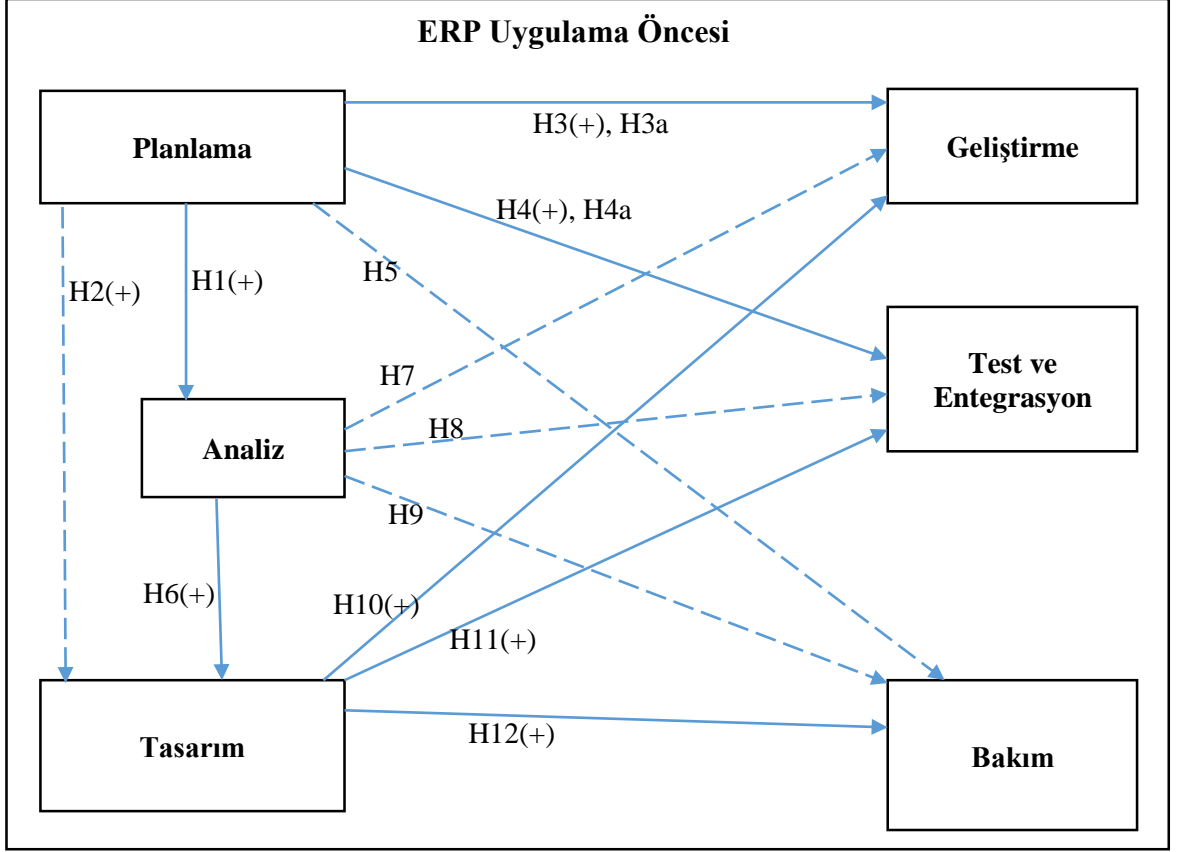 ERP Uygulama Öncesi
Planlama
H3(+), H3a
Geliştirme
H4(+), H4a
H2(+)
H1(+)
H5
H7
Test ve
Entegrasyon
Analiz
H8
H9
H6(+)
H10(+)
H11(+)
Tasarım
H12(+)
Bakım